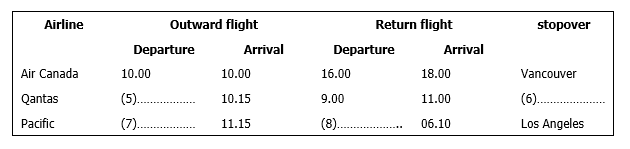 Airline Outward flight Return flight stopover
Departure Arrival Departure Arrival
Air Canada 10.00 10.00 16.00 18.00 Vancouver
Qantas (5)……………… 10.15 9.00 11.00 (6)…………………
Pacific (7)……………… 11.15 (8)……………….. 06.10 Los Angeles